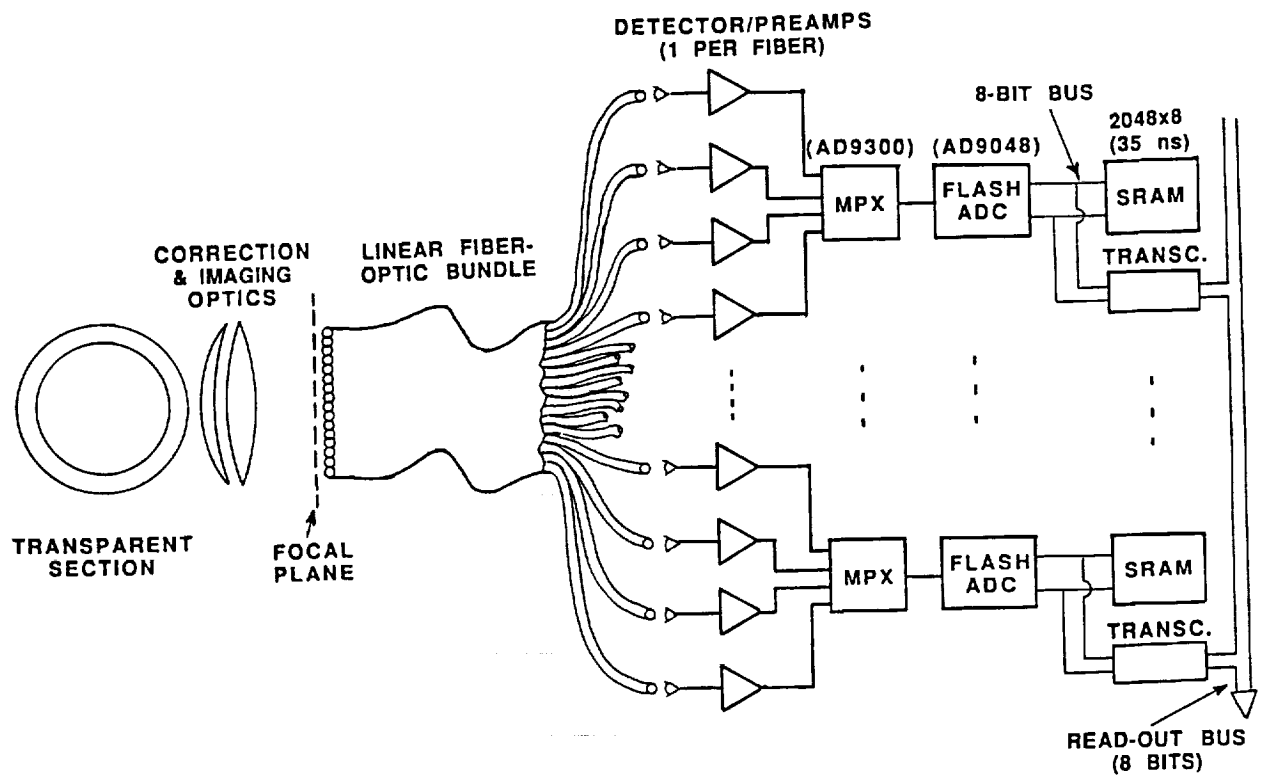 DETECTOR/PREAMPS
(1 PER FIBER)
8-BIT BUS
2048x8
(35 ns)
(AD9300)
(AD9048)
MPX
FLASH
ADC
SRAM
TRANSC.
CORRECTION
& IMAGING
OPTICS
LINEAR FIBER-
OPTIC BUNDLE
TRANSPARENT
SECTION
FOCAL
PLANE
MPX
FLASH
ADC
SRAM
TRANSC.
READ-OUT BUS
(8 BITS)